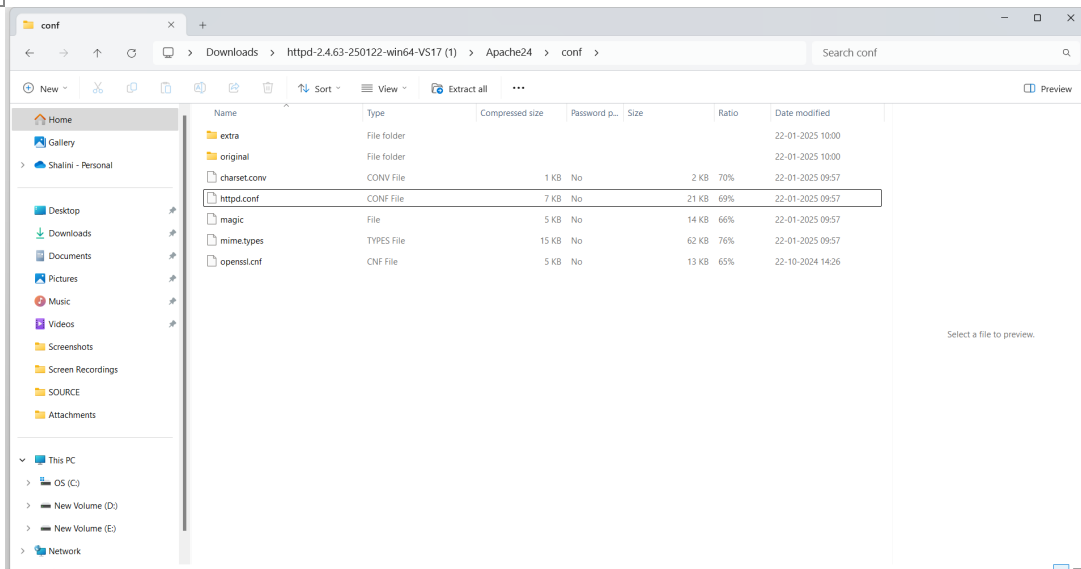 conf
Downloads > httpd-2.4.63-250122-win64-VS17 (1) > Apache24 > conf >
Search conf
New
Sort
View
Extract all
Preview
Name Type Compressed size Password p... Size Ratio Date modified
extra File folder 22-01-2025 10:00
original File folder 22-01-2025 10:00
charset.conv CONV File 1 KB No 2 KB 70% 22-01-2025 09:57
httpd.conf CONF File 7 KB No 21 KB 69% 22-01-2025 09:57
magic File 5 KB No 14 KB 66% 22-01-2025 09:57
mime.types TYPES File 15 KB No 62 KB 76% 22-01-2025 09:57
openssl.cnf CNF File 5 KB No 13 KB 65% 22-10-2024 14:26
Home
Gallery
Shalini - Personal
Desktop
Downloads
Documents
Pictures
Music
Videos
Screenshots
Screen Recordings
SOURCE
Attachments
This PC
OS (C:)
New Volume (D:)
New Volume (E:)
Network
Select a file to preview.